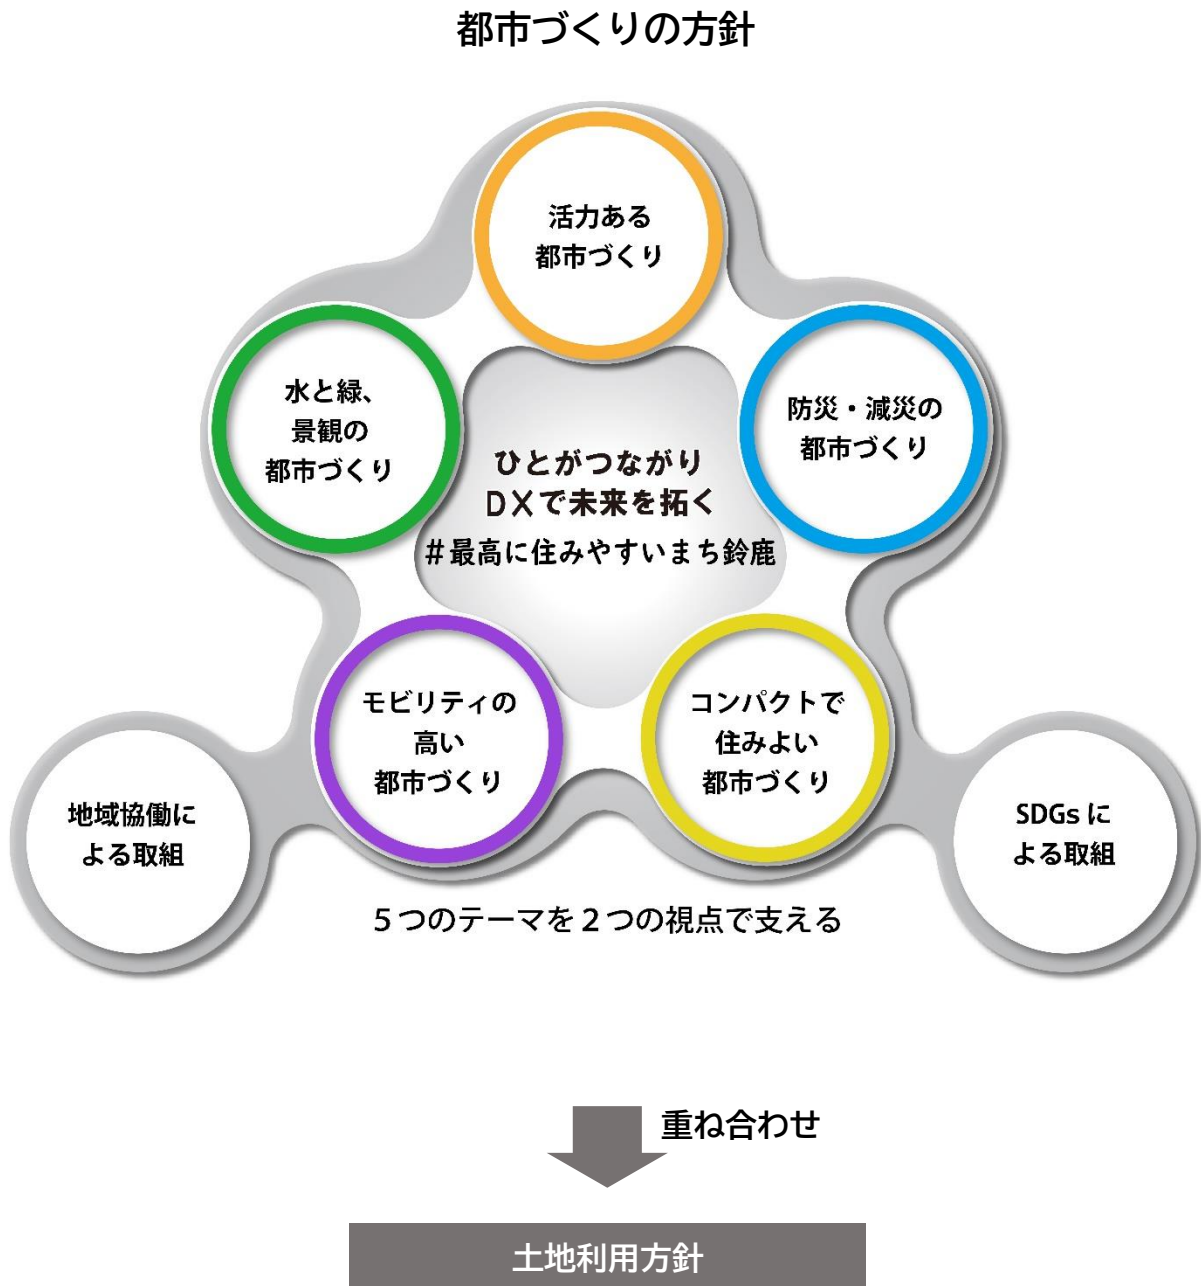 都市づくりの方針
活力ある
都市づくり
水と緑、
景観の
都市づくり
防災・減災の
都市づくり
ひとがつながり
DXで未来を拓く
#最高に住みやすいまち鈴鹿
モビリティの
高い
都市づくり
コンパクトで
住みよい
都市づくり
地域協働に
よる取組
SDGsに
よる取組
5つのテーマを2つの視点で支える
重ね合わせ
土地利用方針